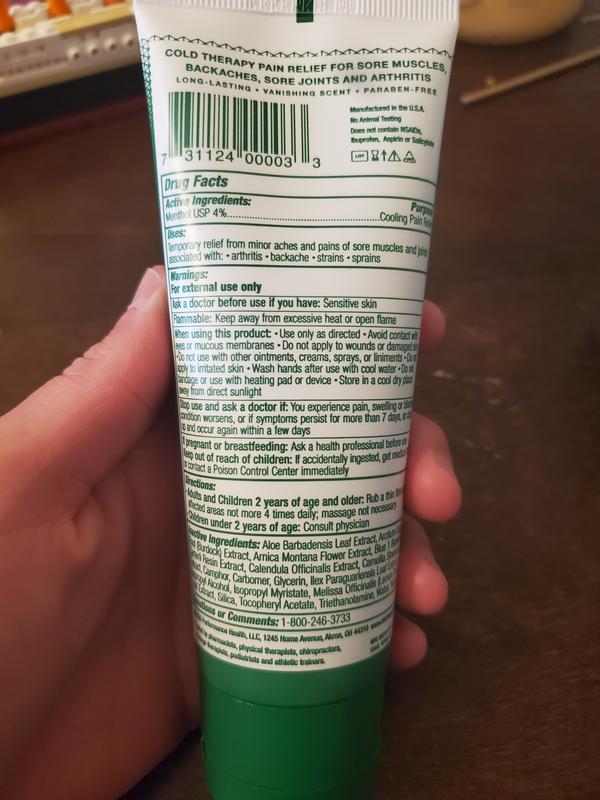 COLD THERAPY PAIN RELIEF FOR SORE MUSCLES,
BACKACHES, SORE JOINTS AND ARTHRITIS
LONG-LASTING • VANISHING SCENT • PARABEN-FREE
Manufactured in the U.S.A.
No Animal Testing
Does not contain NSAIDs,
Ibuprofen, Aspirin or Salicylate
7 31124 00003 3
Drug Facts
Active Ingredients: Purpose
Menthol USP 4%............Cooling Pain Relief
Uses:
Temporary relief from minor aches and pains of sore muscles and joints
associated with: • arthritis • backache • strains • sprains
Warnings:
For external use only
Ask a doctor before use if you have: Sensitive skin
Flammable: Keep away from excessive heat or open flame
When using this product: • Use only as directed • Avoid contact with
eyes or mucous membranes • Do not apply to wounds or damaged
• Do not use with other ointments, creams, sprays, or liniments • Do not
apply to irritated skin • Wash hands after use with cool water • Do not
bandage or use with heating pad or device • Store in a cool dry place
away from direct sunlight
Stop use and ask a doctor if: You experience pain, swelling or
condition worsens, or if symptoms persist for more than 7 days, or
up and occur again within a few days
If pregnant or breastfeeding: Ask a health professional before use
Keep out of reach of children: If accidentally ingested, get
or contact a Poison Control Center immediately
Directions:
Adults and Children 2 years of age and older: Rub a thin
affected areas not more 4 times daily; massage not necessary
Children under 2 years of age: Consult physician
Ingredients: Aloe Barbadensis Leaf Extract,
(Burdock) Extract, Arnica Montana Flower Extract, Blue 1
Resin Extract, Calendula Officinalis Extract, Camellia
Camphor, Carbomer, Glycerin, Ilex Paraguariensis Leaf
Alcohol, Isopropyl Myristate, Melissa Officinalis
Extract, Silica, Tocopheryl Acetate, Triethanolamine, Water,
or Comments: 1-800-246-3733
Performance Health, LLC, 1245 Home Avenue, Akron, OH 44310
by pharmacists, physical therapists, chiropractors,
therapists, podiatrists and athletic trainers.